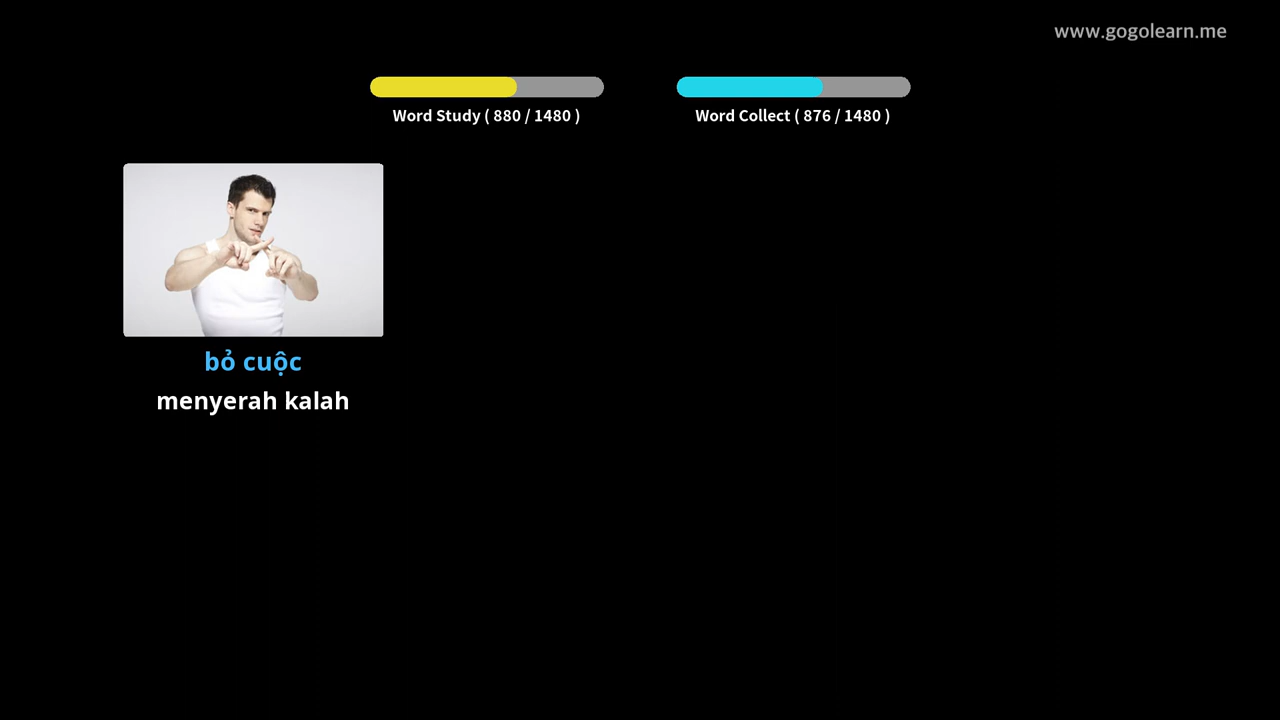 www.gogolearn.me
Word Study ( 880 / 1480 )
Word Collect ( 876 / 1480 )
bỏ cuộc
menyerah kalah